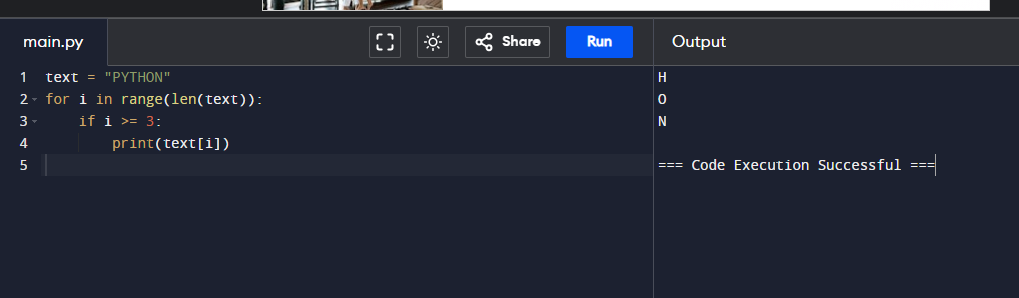 main.py
Share
Run
Output
1 text = "PYTHON"
2 for i in range(len(text)):
3     if i >= 3:
4         print(text[i])
5
H
O
N
=== Code Execution Successful ===